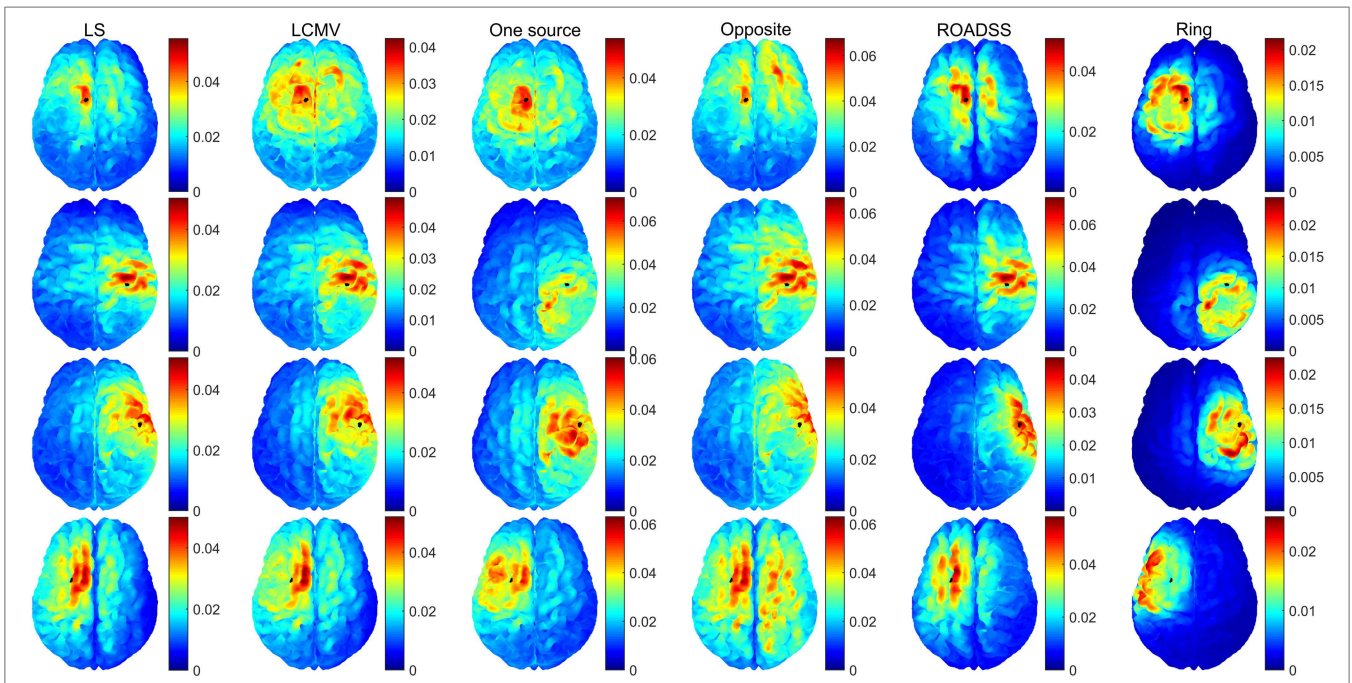 LS LCMV One source Opposite ROADSS Ring
0.04 0.04 0.04 0.06 0.04 0.02
0.02 0.03 0.02 0.04 0.02 0.015
0 0.02 0 0.02 0 0.01
0.01 0 0.005
0 0
0.04 0.04 0.06 0.06 0.06 0.02
0.02 0.03 0.04 0.04 0.04 0.015
0 0.02 0.02 0.02 0.02 0.01
0.01 0 0 0 0.005
0 0
0.04 0.04 0.06 0.04 0.04 0.02
0.02 0.02 0.04 0.02 0.03 0.015
0 0 0.02 0 0.02 0.01
0 0.01 0.005
0 0
0.04 0.04 0.06 0.06 0.04 0.02
0.02 0.02 0.04 0.04 0.02 0.01
0 0 0.02 0.02 0 0
0 0